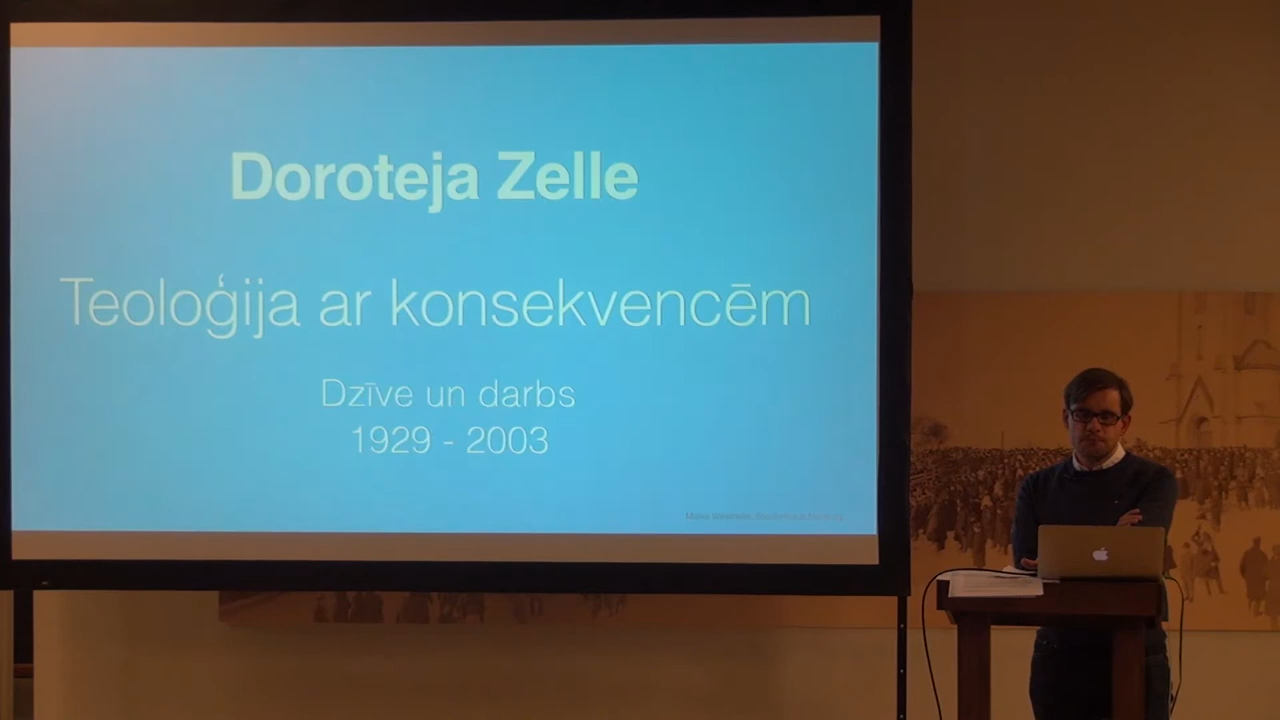 Doroteja Zelle
Teoloģija ar konsekvencēm
Dzīve un darbs
1929 - 2003